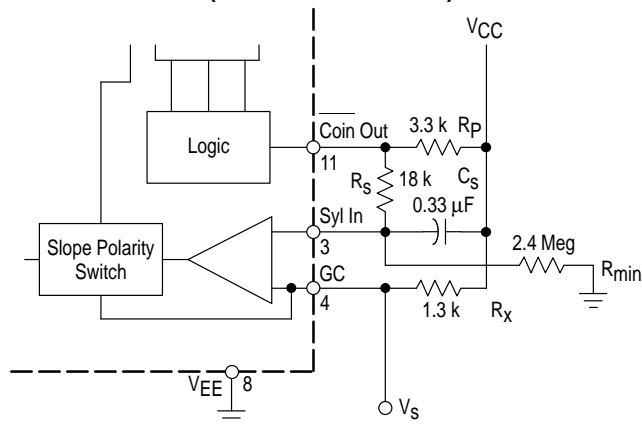 VCC
Coin Out
11
3.3 k
RP
Logic
Rs
18 k
Cs
0.33 μF
Syl In
3
Slope Polarity
Switch
2.4 Meg
Rmin
GC
4
1.3 k
Rx
VEE
8
Vs